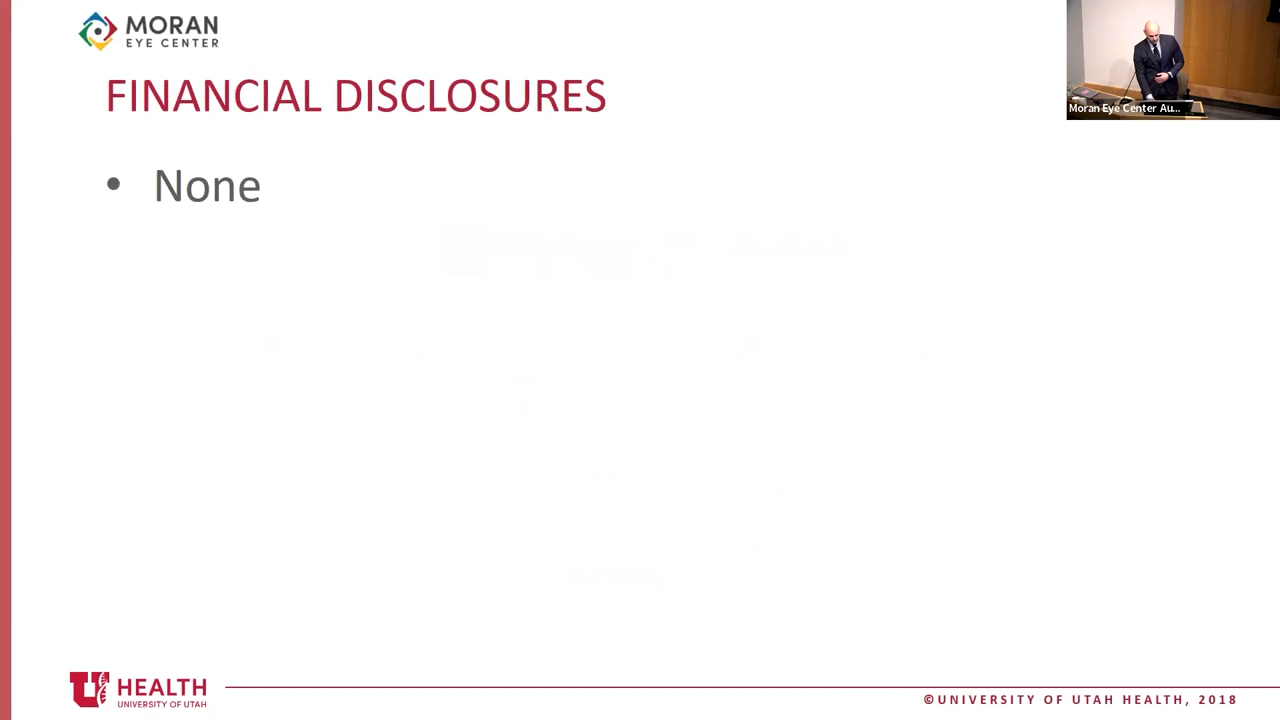 MORAN
EYE CENTER
Moran Eye Center Au...
FINANCIAL DISCLOSURES
• None
U HEALTH
UNIVERSITY OF UTAH
©UNIVERSITY OF UTAH HEALTH, 2018